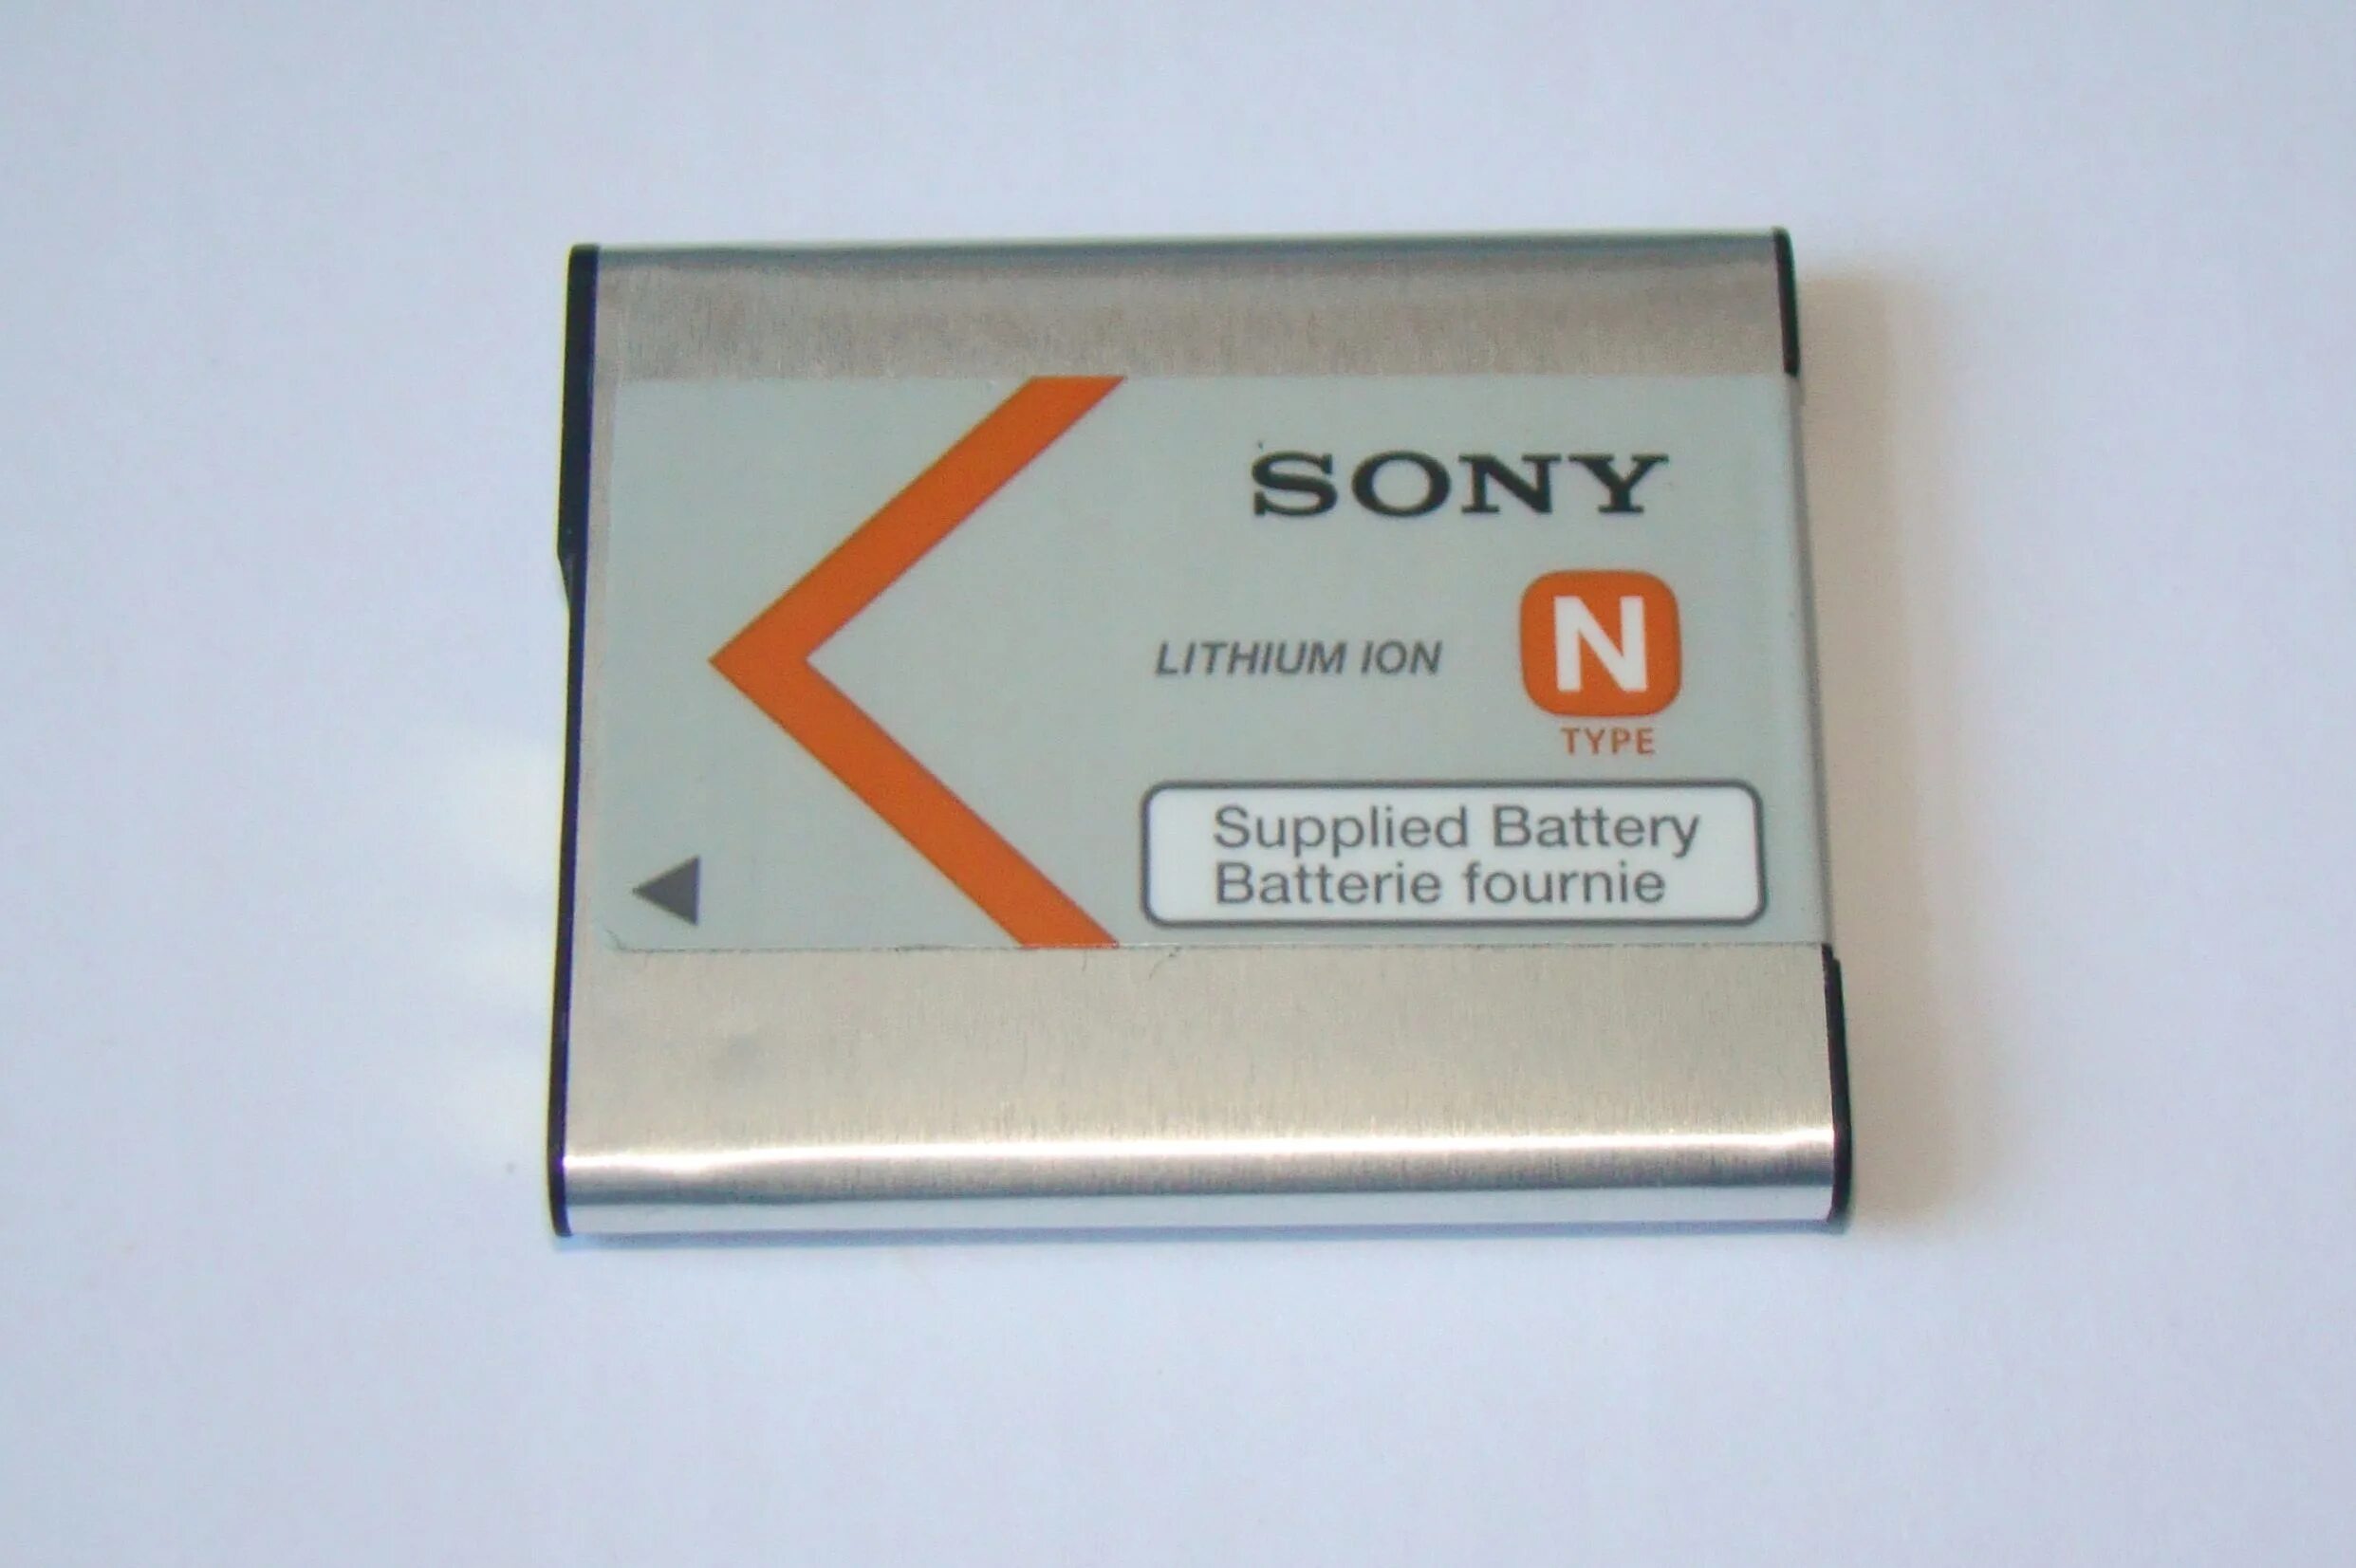 SONY
LITHIUM ION
N
TYPE
Supplied Battery
Batterie fournie